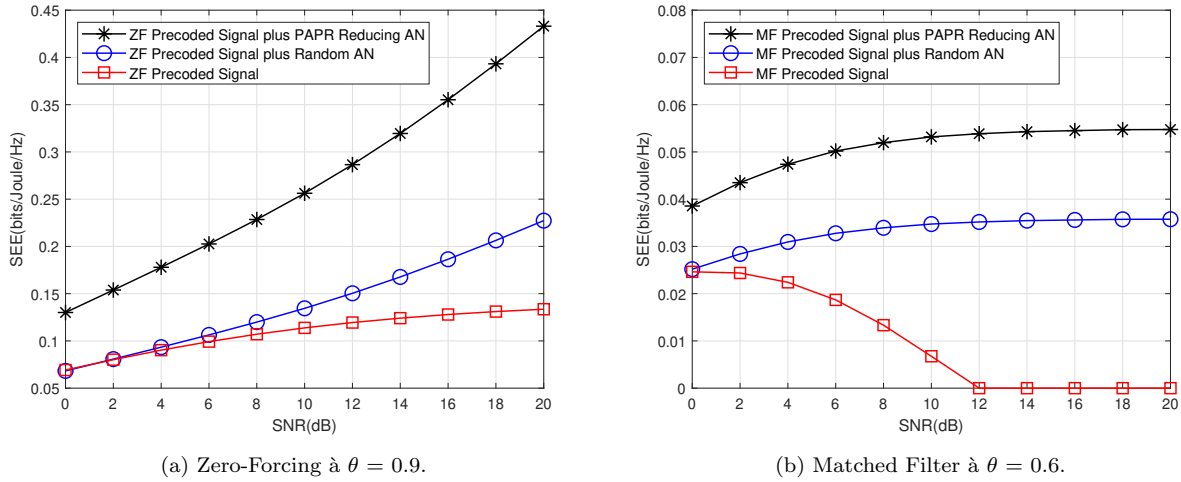 0.45
0.4
0.35
0.3
0.25
0.2
0.15
0.1
0.05
SEE(bits/Joule/Hz)
ZF Precoded Signal plus PAPR Reducing AN
ZF Precoded Signal plus Random AN
ZF Precoded Signal
0 2 4 6 8 10 12 14 16 18 20
SNR(dB)
(a) Zero-Forcing à θ = 0.9.
0.08
0.07
0.06
0.05
0.04
0.03
0.02
0.01
0
SEE(bits/Joule/Hz)
MF Precoded Signal plus PAPR Reducing AN
MF Precoded Signal plus Random AN
MF Precoded Signal
0 2 4 6 8 10 12 14 16 18 20
SNR(dB)
(b) Matched Filter à θ = 0.6.